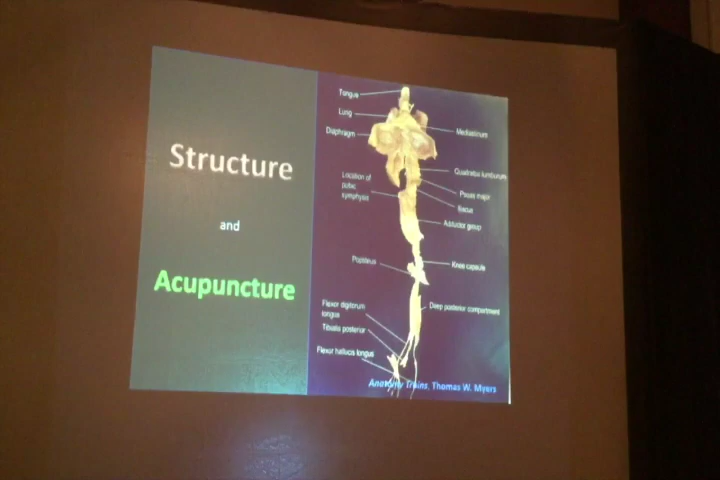 Structure
and
Acupuncture
Tongue
Lung
Diaphragm
Mediastinum
Location of
pubic
symphysis
Quadratus lumborum
Psoas major
Iliacus
Adductor group
Popliteus
Knee capsule
Flexor digitorum
longus
Tibialis posterior
Flexor hallucis longus
Deep posterior compartment
Anatomy Trains, Thomas W. Myers